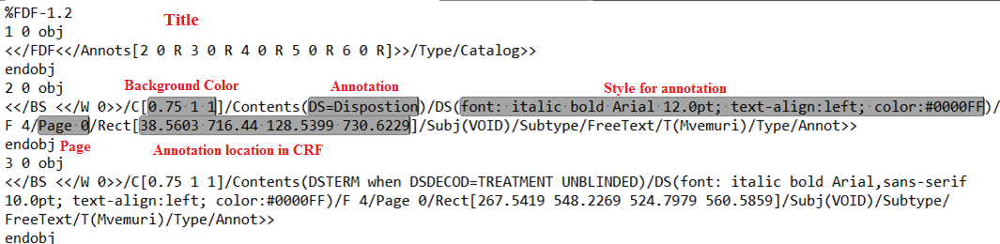 %FDF-1.2
Title
1 0 obj
<</FDF<</Annots[2 0 R 3 0 R 4 0 R 5 0 R 6 0 R]>>/Type/Catalog>>
endobj
2 0 obj
Background Color Annotation Style for annotation
<</BS <</W 0>>/C[0.75 1 1]/Contents(DS=Dispostion)/DS(font: italic bold Arial 12.0pt; text-align:left; color:#0000FF)/
F 4/Page 0/Rect[38.5603 716.44 128.5399 730.6229]/Subj(VOID)/Subtype/FreeText/T(Mvemuri)/Type/Annot>>
endobj
Page Annotation location in CRF
3 0 obj
<</BS <</W 0>>/C[0.75 1 1]/Contents(DSTERM when DSDECOD=TREATMENT UNBLINDED)/DS(font: italic bold Arial,sans-serif
10.0pt; text-align:left; color:#0000FF)/F 4/Page 0/Rect[267.5419 548.2269 524.7979 560.5859]/Subj(VOID)/Subtype/
FreeText/T(Mvemuri)/Type/Annot>>
endobj